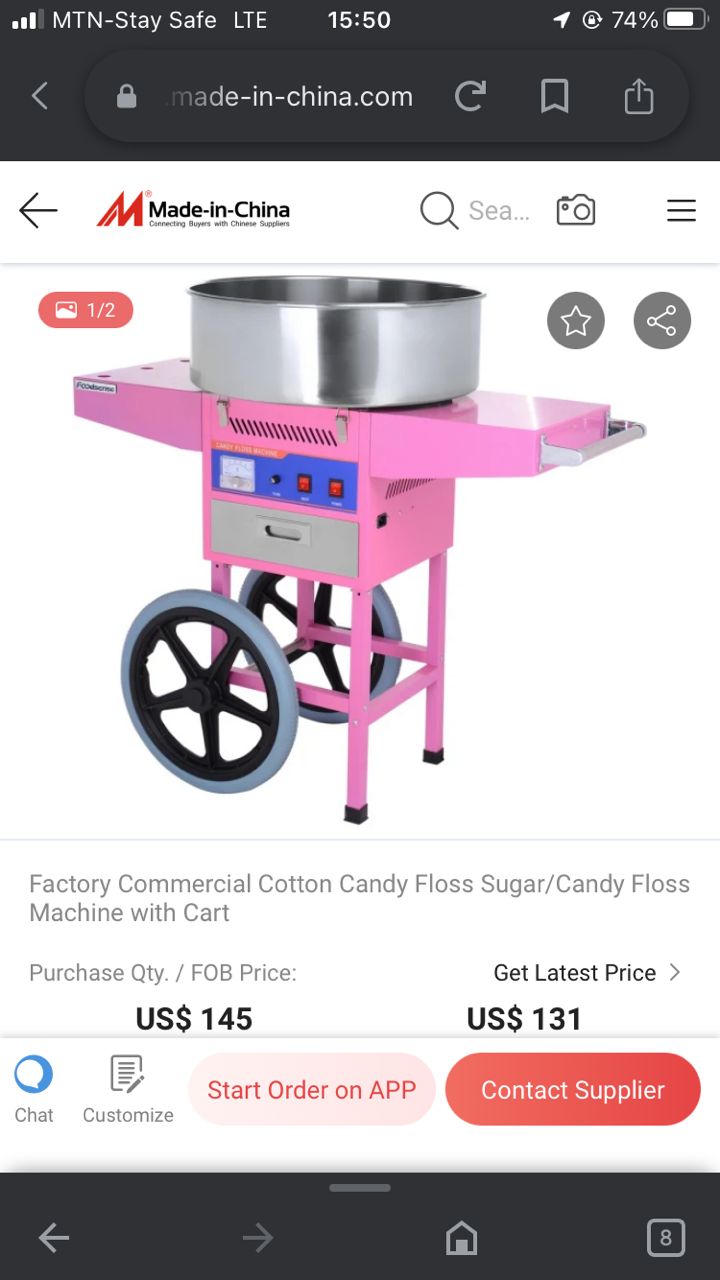 MTN-Stay Safe LTE 15:50 74%
.made-in-china.com
Made-in-China
Connecting Buyers with Chinese Suppliers
Sea...
1/2
Foodsense
CANDY FLOSS MACHINE
Factory Commercial Cotton Candy Floss Sugar/Candy Floss
Machine with Cart
Purchase Qty. / FOB Price:
Get Latest Price
US$ 145
US$ 131
Chat
Customize
Start Order on APP
Contact Supplier
8